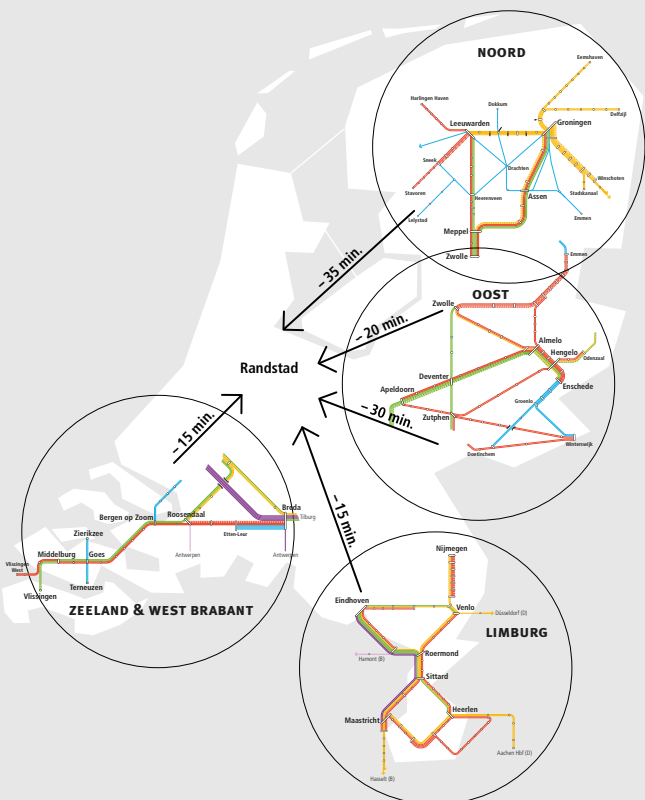 NOORD
Eemshaven
Harlingen Haven
Dokkum
Delfzijl
Leeuwarden
Groningen
Sneek
Drachten
Winschoten
Stavoren
Heerenveen
Assen
Stadskanaal
Lelystad
Emmen
Meppel
Zwolle
– 35 min.
Emmen
OOST
Zwolle
– 20 min.
Almelo
Hengelo
Oldenzaal
Randstad
Deventer
Enschede
Apeldoorn
Groenlo
– 30 min.
Zutphen
Winterswijk
Doetinchem
– 15 min.
Breda
Bergen op Zoom
Roosendaal
Tilburg
Zierikzee
Etten-Leur
Middelburg
Goes
Antwerpen
Antwerpen
Vlissingen
West
Terneuzen
Vlissingen
ZEELAND & WEST BRABANT
– 15 min.
Nijmegen
Eindhoven
Venlo
Düsseldorf (D)
LIMBURG
Hamont (B)
Roermond
Sittard
Heerlen
Maastricht
Aachen Hbf (D)
Hasselt (B)